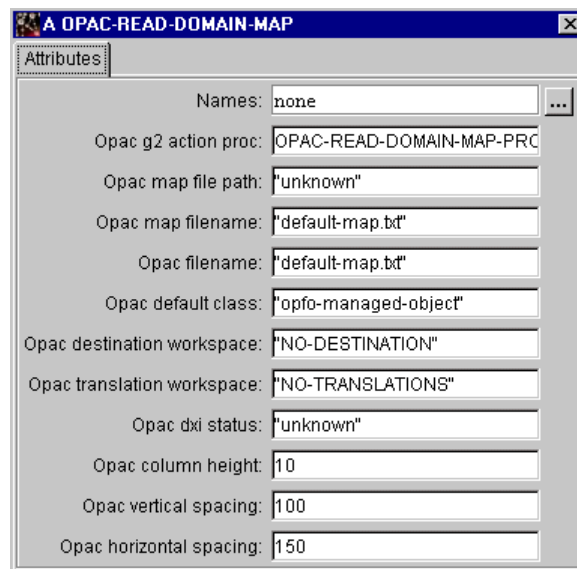 A OPAC-READ-DOMAIN-MAP
Attributes
Names: none ...
Opac g2 action proc: OPAC-READ-DOMAIN-MAP-PRC
Opac map file path: "unknown"
Opac map filename: "default-map.txt"
Opac filename: "default-map.txt"
Opac default class: "opfo-managed-object"
Opac destination workspace: "NO-DESTINATION"
Opac translation workspace: "NO-TRANSLATIONS"
Opac dxi status: "unknown"
Opac column height: 10
Opac vertical spacing: 100
Opac horizontal spacing: 150